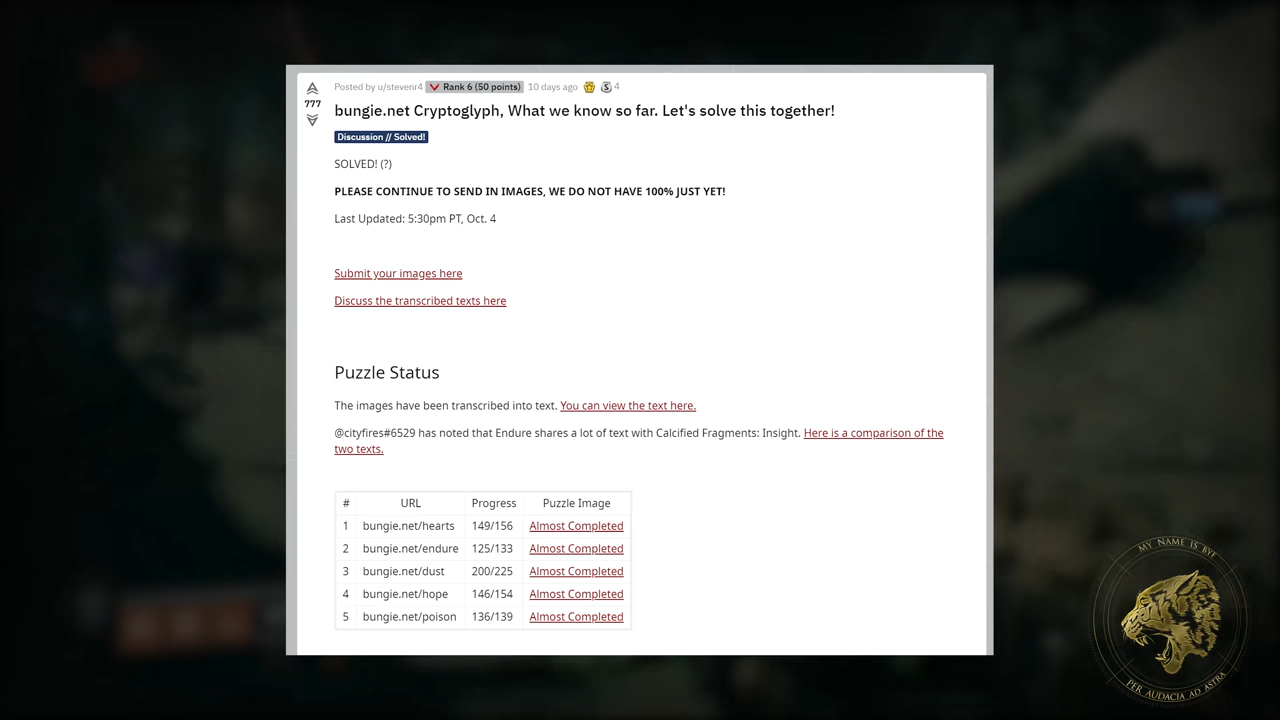 Posted by u/stevenr4 Rank 6 (50 points) 10 days ago 4
777
bungie.net Cryptoglyph, What we know so far. Let's solve this together!
Discussion // Solved!
SOLVED! (?)
PLEASE CONTINUE TO SEND IN IMAGES, WE DO NOT HAVE 100% JUST YET!
Last Updated: 5:30pm PT, Oct. 4
Submit your images here
Discuss the transcribed texts here
Puzzle Status
The images have been transcribed into text. You can view the text here.
@cityfires#6529 has noted that Endure shares a lot of text with Calcified Fragments: Insight. Here is a comparison of the
two texts.
# URL Progress Puzzle Image
1 bungie.net/hearts 149/156 Almost Completed
2 bungie.net/endure 125/133 Almost Completed
3 bungie.net/dust 200/225 Almost Completed
4 bungie.net/hope 146/154 Almost Completed
5 bungie.net/poison 136/139 Almost Completed
MY NAME IS BYF
PER AUDACIA AD ASTRA